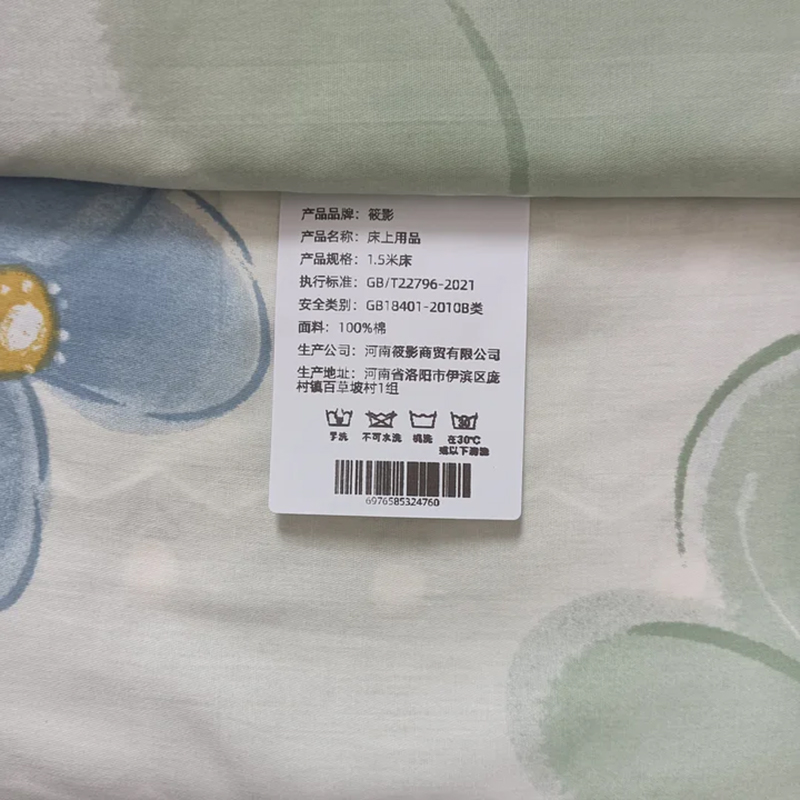 产品品牌：筱影
产品名称：床上用品
产品规格：1.5米床
执行标准：GB/T22796-2021
安全类别：GB18401-2010B类
面料：100%棉
生产公司：河南筱影商贸有限公司
生产地址：河南省洛阳市伊滨区庞
村镇百草坡村1组
30
手洗 不可水洗 机洗 在30℃
或以下清洗
6976585324760